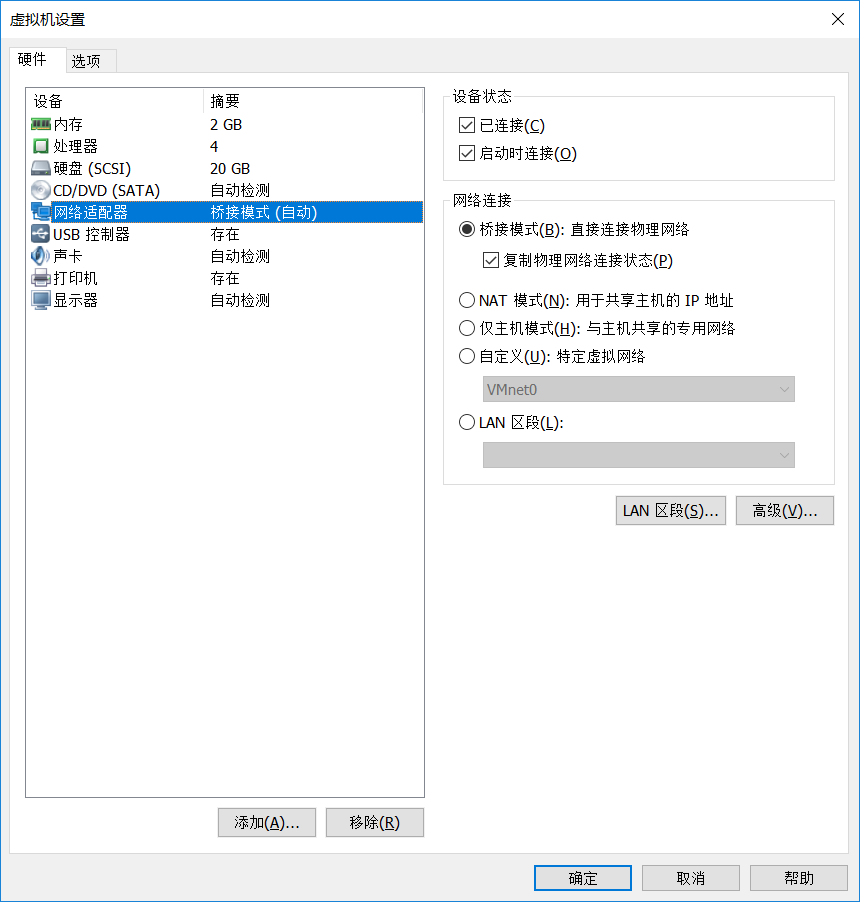 虚拟机设置
硬件 选项
设备 摘要
内存 2 GB
处理器 4
硬盘 (SCSI) 20 GB
CD/DVD (SATA) 自动检测
网络适配器 桥接模式 (自动)
USB 控制器 存在
声卡 自动检测
打印机 存在
显示器 自动检测
添加(A)... 移除(R)
设备状态
已连接(C)
启动时连接(O)
网络连接
桥接模式(B): 直接连接物理网络
复制物理网络连接状态(P)
NAT 模式(N): 用于共享主机的 IP 地址
仅主机模式(H): 与主机共享的专用网络
自定义(U): 特定虚拟网络
VMnet0
LAN 区段(L):
LAN 区段(S)... 高级(V)...
确定 取消 帮助